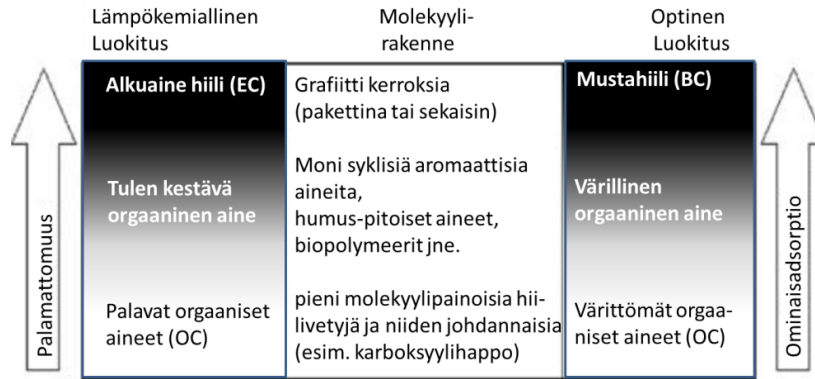 Lämpökemiallinen
Luokitus
Molekyyli-
rakenne
Optinen
Luokitus
Palamattomuus
Alkuaine hiili (EC)
Tulen kestävä
orgaaninen aine
Palavat orgaaniset
aineet (OC)
Grafiitti kerroksia
(pakettina tai sekaisin)
Moni syklisiä aromaattisia
aineita,
humus-pitoiset aineet,
biopolymeerit jne.
pieni molekyylipainoisia hii-
livetyjä ja niiden johdannaisia
(esim. karboksyylihappo)
Mustahiili (BC)
Värillinen
orgaaninen aine
Värittömät orgaa-
niset aineet (OC)
Ominaisadsorptio